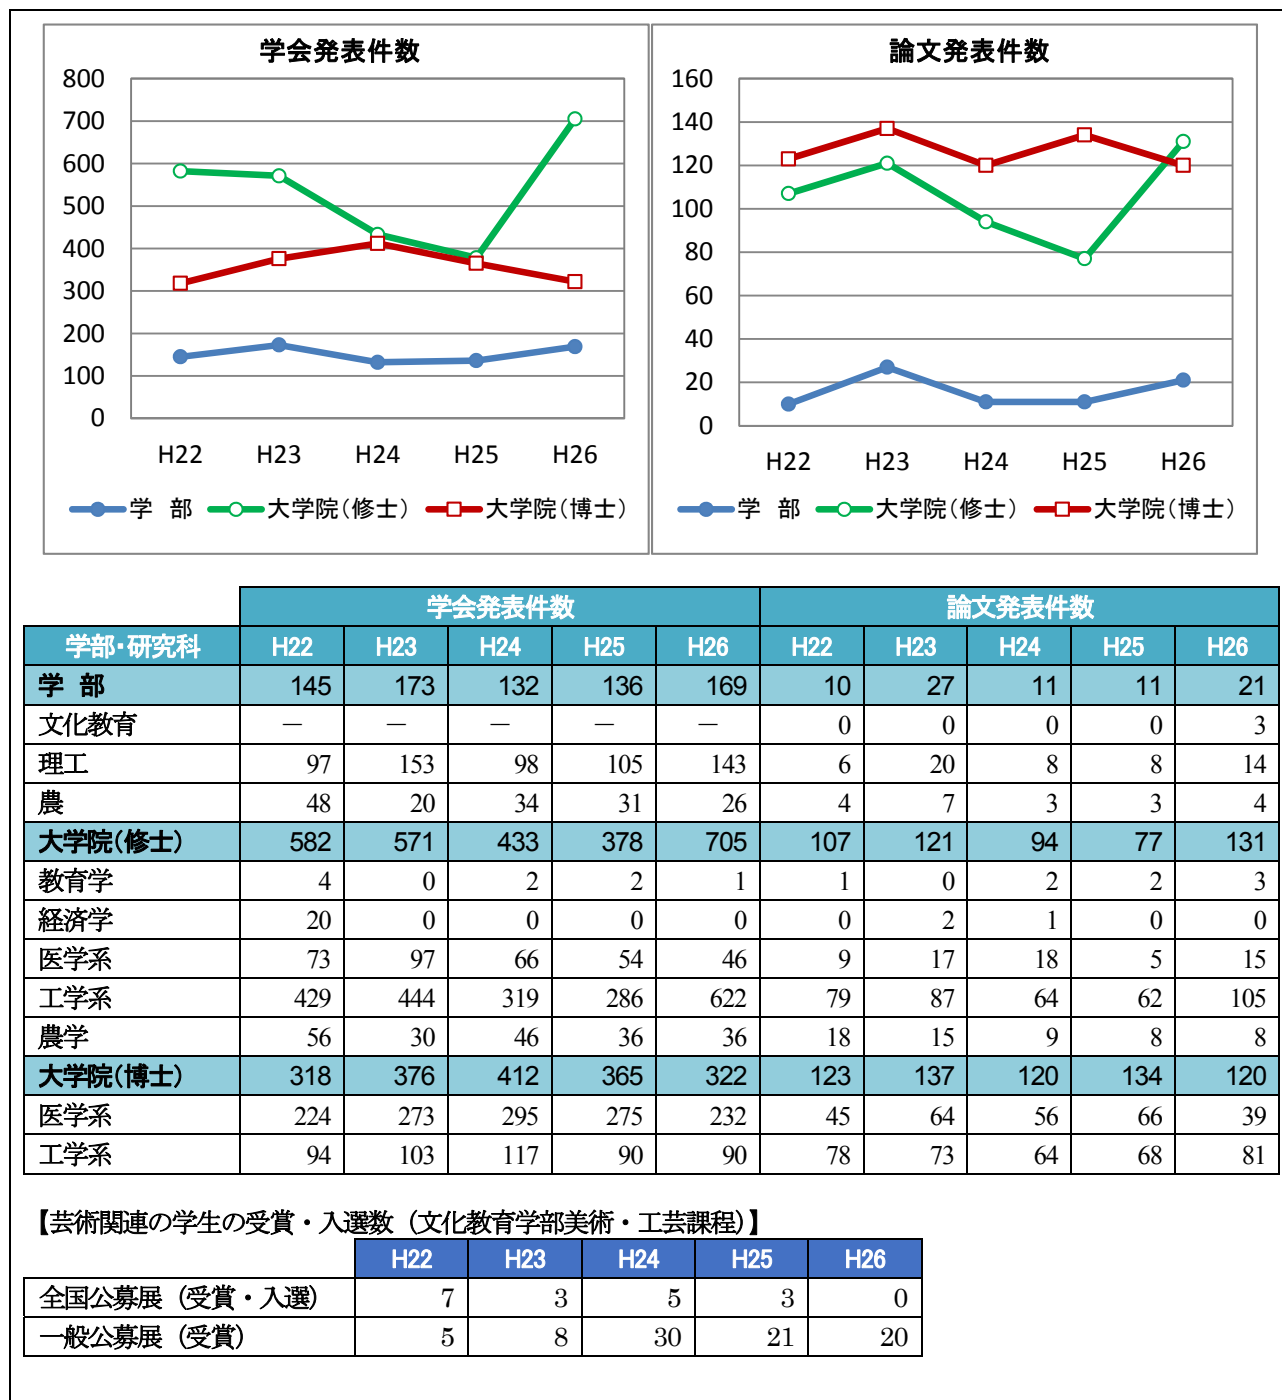 学会発表件数
800
700
600
500
400
300
200
100
0
H22 H23 H24 H25 H26
学 部 大学院(修士) 大学院(博士)
論文発表件数
160
140
120
100
80
60
40
20
0
H22 H23 H24 H25 H26
学 部 大学院(修士) 大学院(博士)
学会発表件数 論文発表件数
学部・研究科 H22 H23 H24 H25 H26 H22 H23 H24 H25 H26
学 部 145 173 132 136 169 10 27 11 11 21
文化教育 － － － － － 0 0 0 0 3
理工 97 153 98 105 143 6 20 8 8 14
農 48 20 34 31 26 4 7 3 3 4
大学院(修士) 582 571 433 378 705 107 121 94 77 131
教育学 4 0 2 2 1 1 0 2 2 3
経済学 20 0 0 0 0 0 2 1 0 0
医学系 73 97 66 54 46 9 17 18 5 15
工学系 429 444 319 286 622 79 87 64 62 105
農学 56 30 46 36 36 18 15 9 8 8
大学院(博士) 318 376 412 365 322 123 137 120 134 120
医学系 224 273 295 275 232 45 64 56 66 39
工学系 94 103 117 90 90 78 73 64 68 81
【芸術関連の学生の受賞・入選数（文化教育学部美術・工芸課程）】
H22 H23 H24 H25 H26
全国公募展（受賞・入選） 7 3 5 3 0
一般公募展（受賞） 5 8 30 21 20